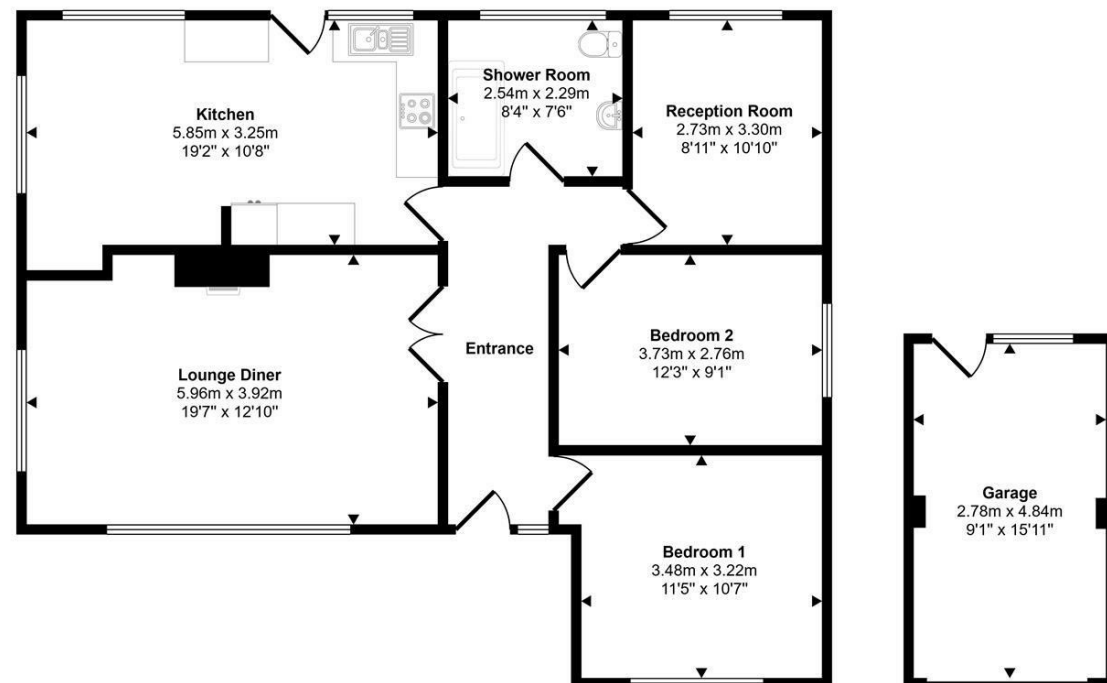 Kitchen
5.85m x 3.25m
19'2" x 10'8"
Shower Room
2.54m x 2.29m
8'4" x 7'6"
Reception Room
2.73m x 3.30m
8'11" x 10'10"
Lounge Diner
5.96m x 3.92m
19'7" x 12'10"
Entrance
Bedroom 2
3.73m x 2.76m
12'3" x 9'1"
Bedroom 1
3.48m x 3.22m
11'5" x 10'7"
Garage
2.78m x 4.84m
9'1" x 15'11"